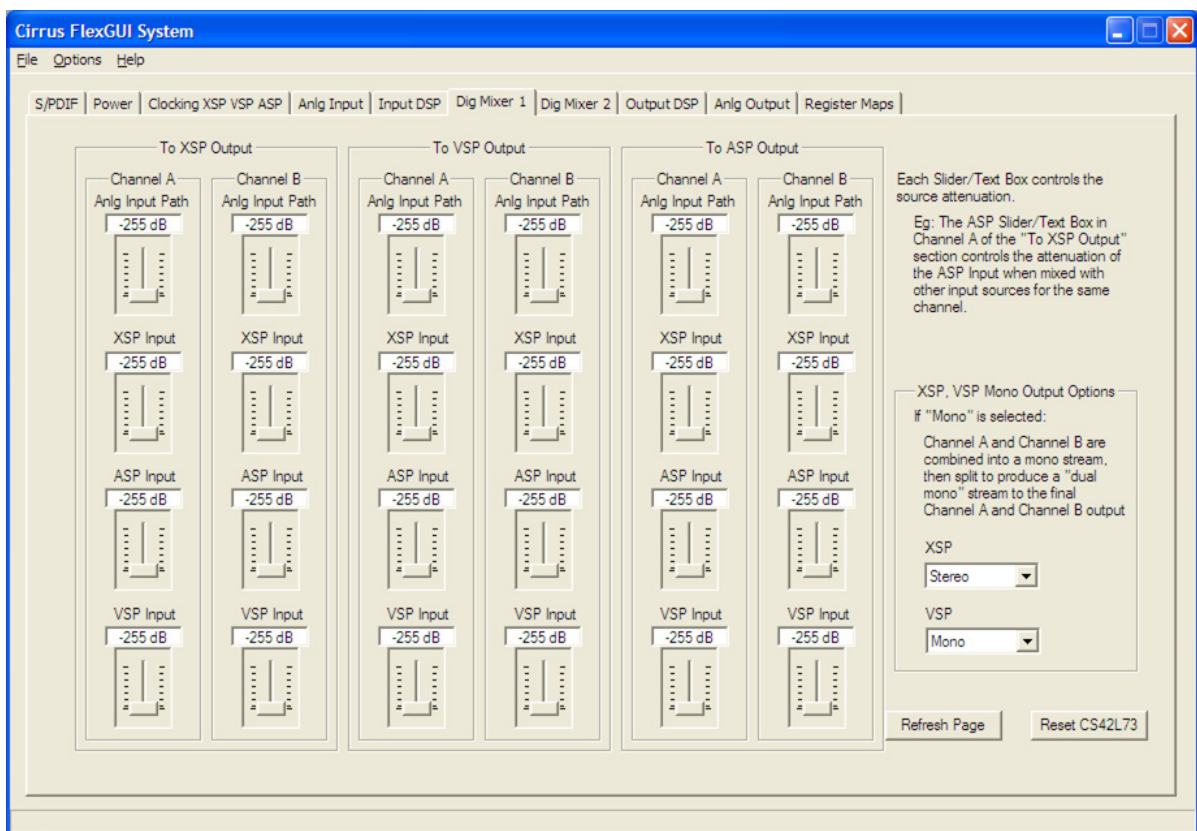 Cirrus FlexGUI System
File Options Help
S/PDIF Power Clocking XSP VSP ASP Anlg Input Input DSP Dig Mixer 1 Dig Mixer 2 Output DSP Anlg Output Register Maps
To XSP Output To VSP Output To ASP Output
Channel A Channel B Channel A Channel B Channel A Channel B
Anlg Input Path Anlg Input Path Anlg Input Path Anlg Input Path Anlg Input Path Anlg Input Path
-255 dB -255 dB -255 dB -255 dB -255 dB -255 dB
XSP Input XSP Input XSP Input XSP Input XSP Input XSP Input
-255 dB -255 dB -255 dB -255 dB -255 dB -255 dB
ASP Input ASP Input ASP Input ASP Input ASP Input ASP Input
-255 dB -255 dB -255 dB -255 dB -255 dB -255 dB
VSP Input VSP Input VSP Input VSP Input VSP Input VSP Input
-255 dB -255 dB -255 dB -255 dB -255 dB -255 dB
Each Slider/Text Box controls the
source attenuation.
Eg: The ASP Slider/Text Box in
Channel A of the "To XSP Output"
section controls the attenuation of
the ASP Input when mixed with
other input sources for the same
channel.
XSP, VSP Mono Output Options
If "Mono" is selected:
Channel A and Channel B are
combined into a mono stream,
then split to produce a "dual
mono" stream to the final
Channel A and Channel B output
XSP
Stereo
VSP
Mono
Refresh Page Reset CS42L73